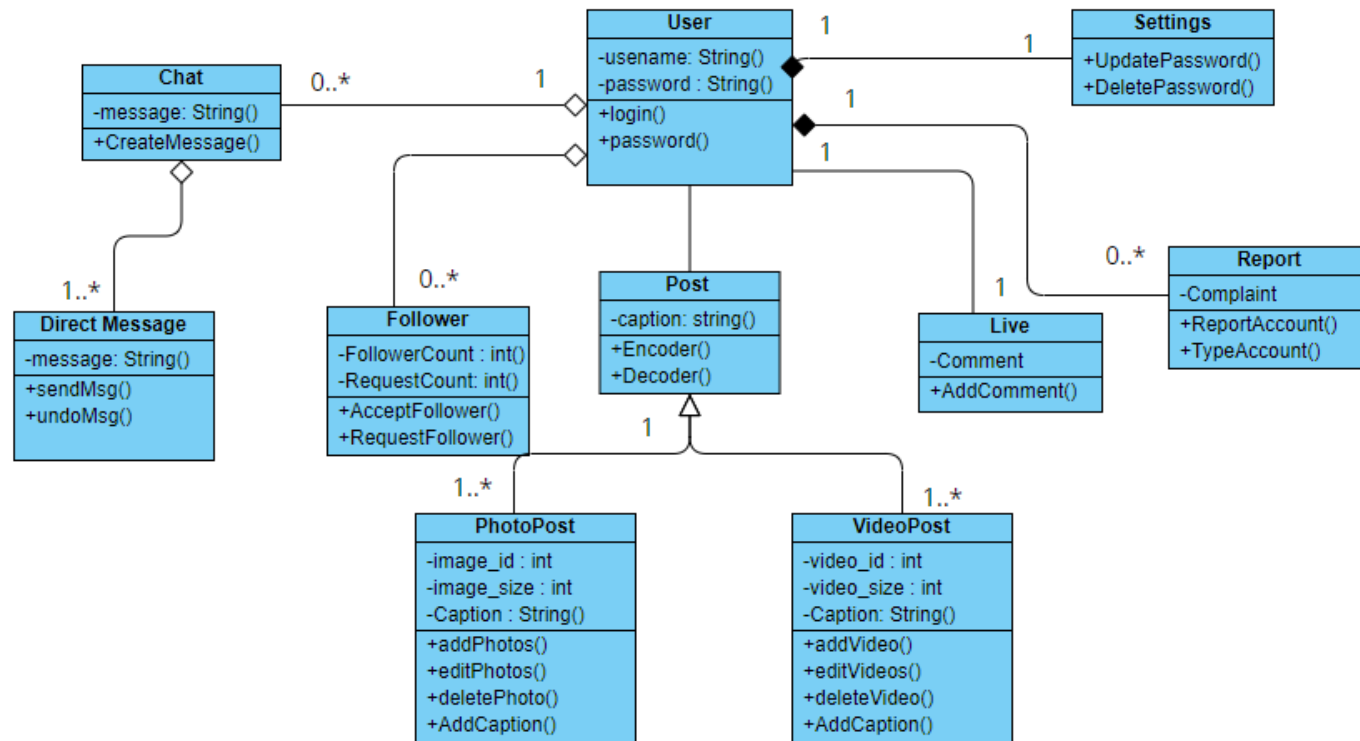 User
-usename: String()
-password : String()
+login()
+password()
1
1
Settings
+UpdatePassword()
+DeletePassword()
Chat
-message: String()
+CreateMessage()
0..*
1
1
1
0..*
Report
-Complaint
+ReportAccount()
+TypeAccount()
1..*
Direct Message
-message: String()
+sendMsg()
+undoMsg()
0..*
Follower
-FollowerCount : int()
-RequestCount: int()
+AcceptFollower()
+RequestFollower()
Post
-caption: string()
+Encoder()
+Decoder()
1
Live
-Comment
+AddComment()
1
1..*
1..*
PhotoPost
-image_id : int
-image_size : int
-Caption : String()
+addPhotos()
+editPhotos()
+deletePhoto()
+AddCaption()
VideoPost
-video_id : int
-video_size : int
-Caption: String()
+addVideo()
+editVideos()
+deleteVideo()
+AddCaption()